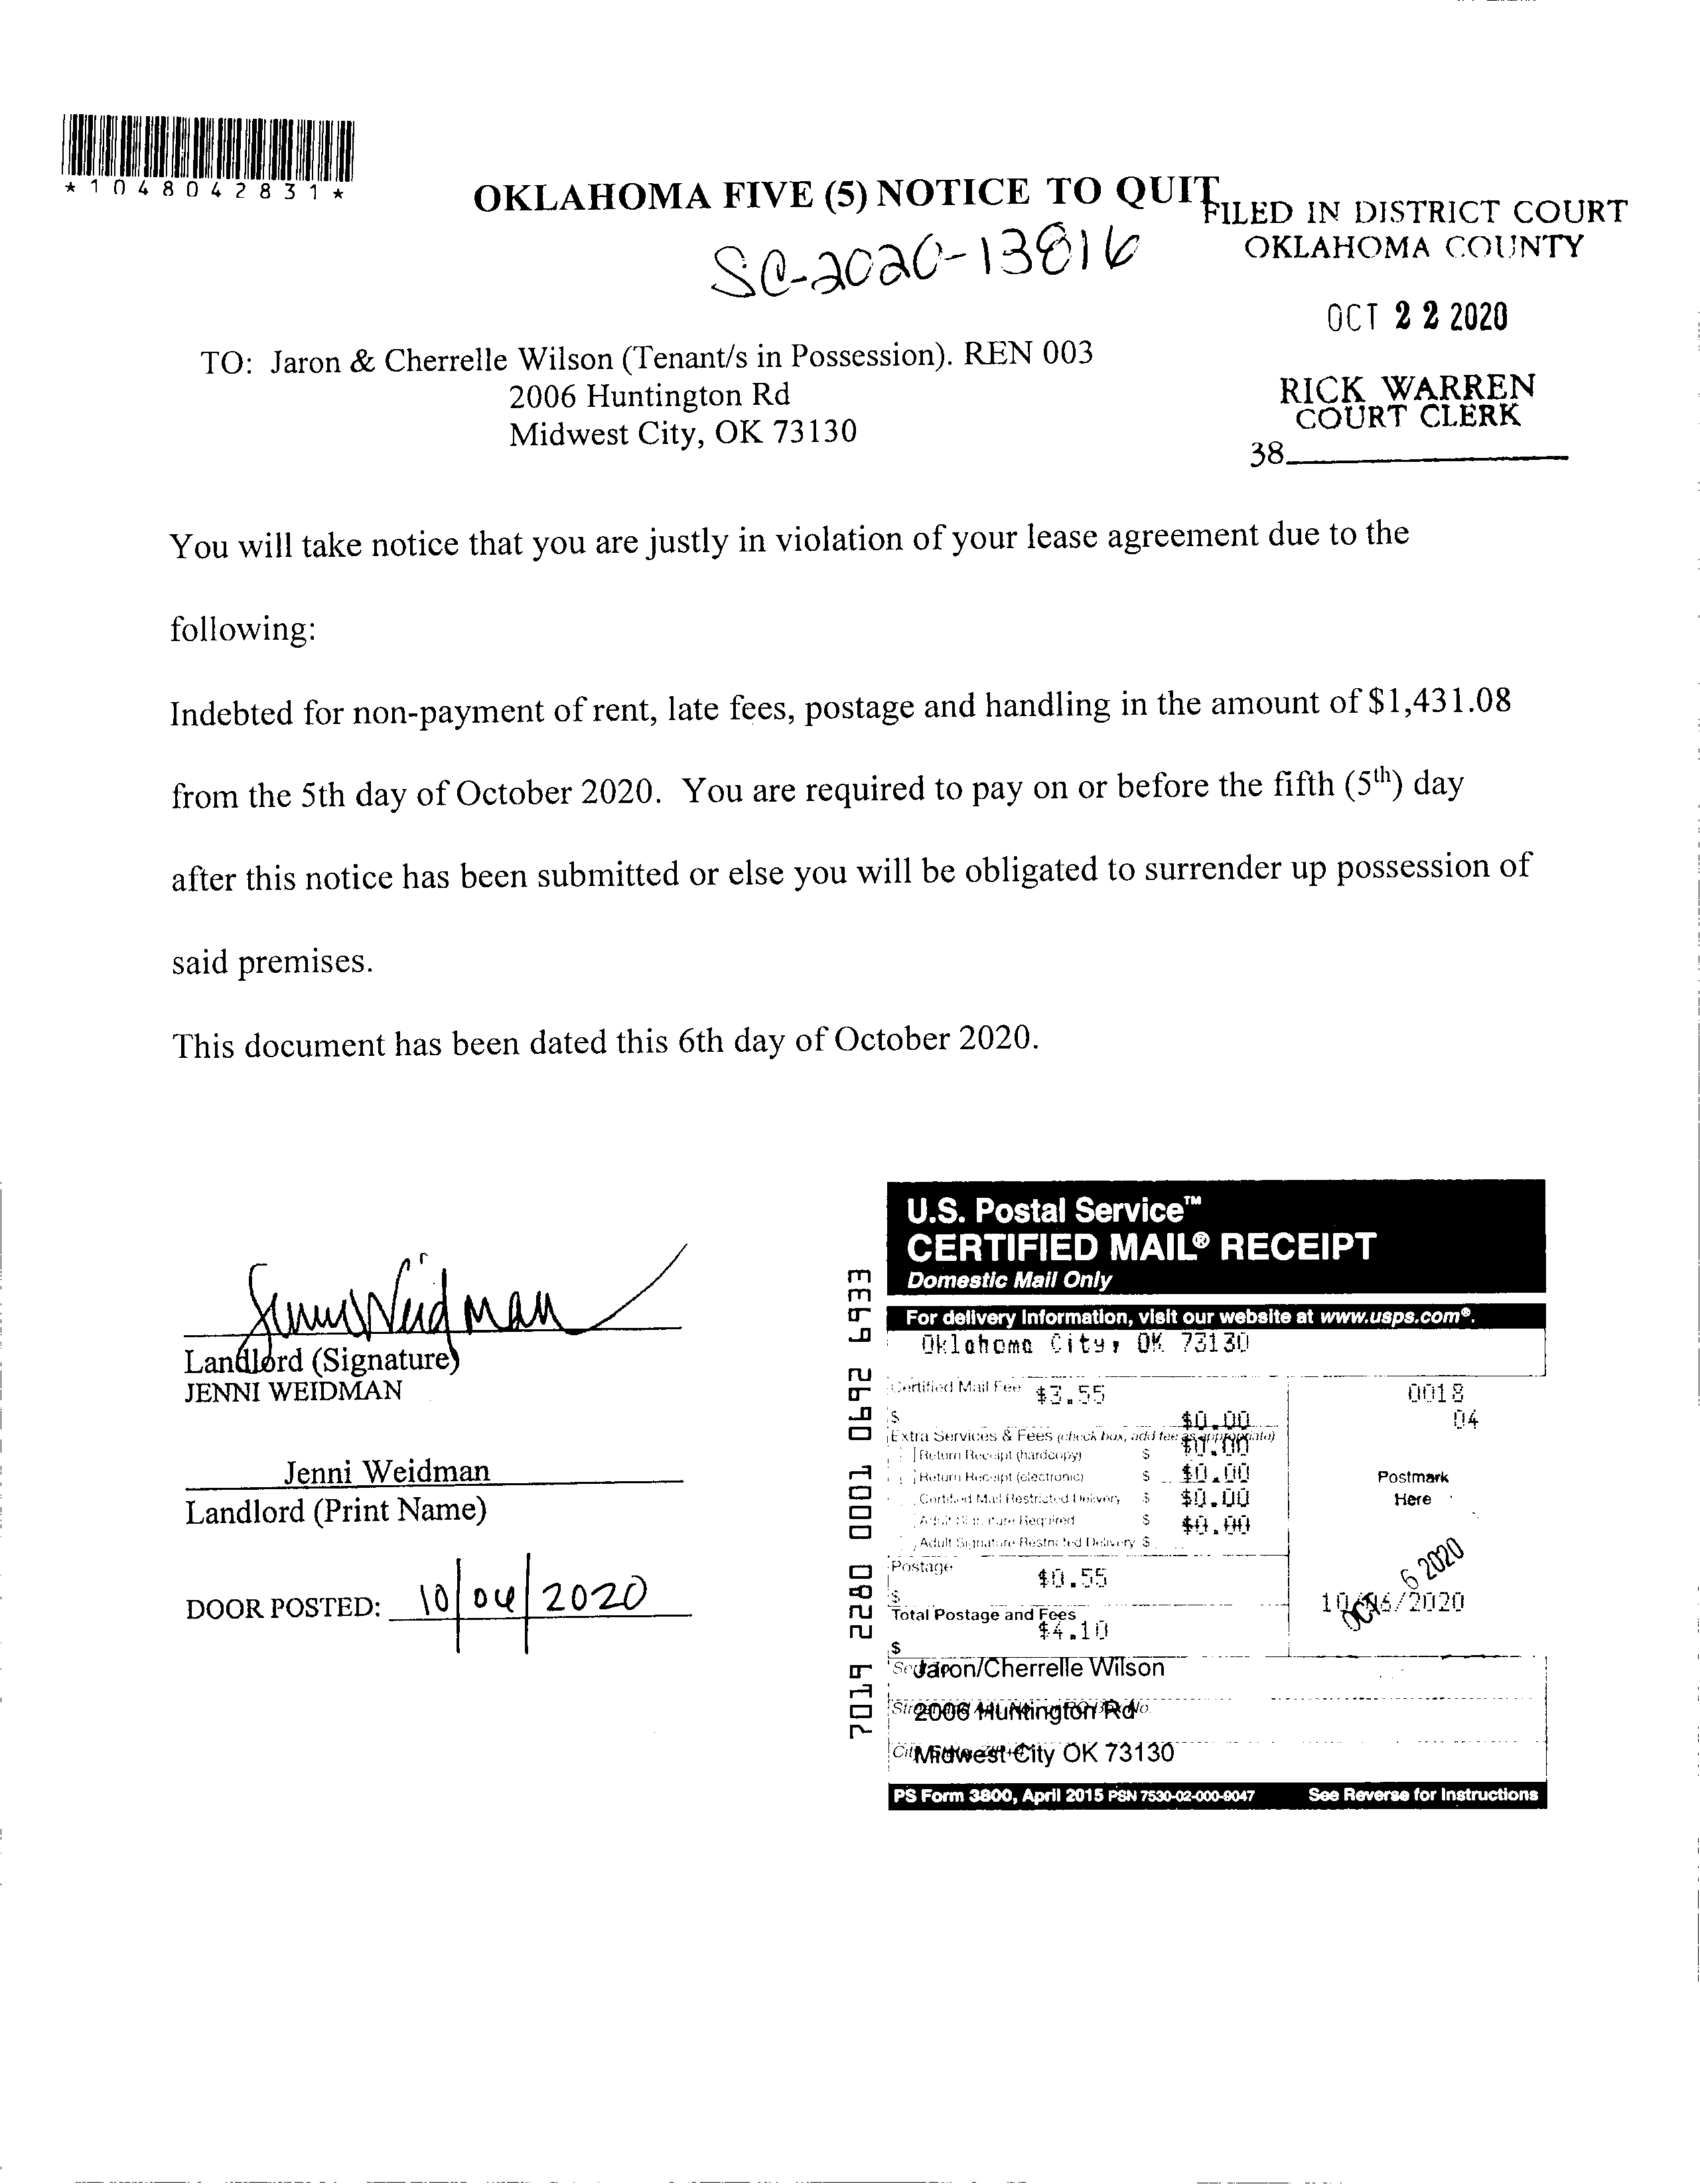 *1048042831*
OKLAHOMA FIVE (5) NOTICE TO QUIT
FILED IN DISTRICT COURT
OKLAHOMA COUNTY
SC-2020-13816
OCT 22 2020
TO: Jaron & Cherrelle Wilson (Tenant/s in Possession). REN 003
2006 Huntington Rd
Midwest City, OK 73130
RICK WARREN
COURT CLERK
38
You will take notice that you are justly in violation of your lease agreement due to the
following:
Indebted for non-payment of rent, late fees, postage and handling in the amount of $1,431.08
from the 5th day of October 2020. You are required to pay on or before the fifth (5th) day
after this notice has been submitted or else you will be obligated to surrender up possession of
said premises.
This document has been dated this 6th day of October 2020.
Jenni Weidman
Landlord (Signature)
JENNI WEIDMAN
Jenni Weidman
Landlord (Print Name)
DOOR POSTED: 10/ /2020
7019 2280 0001 0692 6933
U.S. Postal Service™
CERTIFIED MAIL® RECEIPT
Domestic Mail Only
For delivery information, visit our website at www.usps.com®.
Oklahoma City, OK 73130
Certified Mail Fee $3.55
$
$0.00
Extra Services & Fees (check box, add fee as appropriate)
Return Receipt (hardcopy) $ $0.00
Return Receipt (electronic) $ $0.00
Certified Mail Restricted Delivery $ $0.00
Adult Signature Required $ $0.00
Adult Signature Restricted Delivery $
Postage $0.55
$
Total Postage and Fees $4.10
$
0018
04
Postmark
Here
OCT 6 2020
10/06/2020
Jaron/Cherrelle Wilson
2006 Huntington Rd
Midwest City OK 73130
PS Form 3800, April 2015 PSN 7530-02-000-9047 See Reverse for Instructions